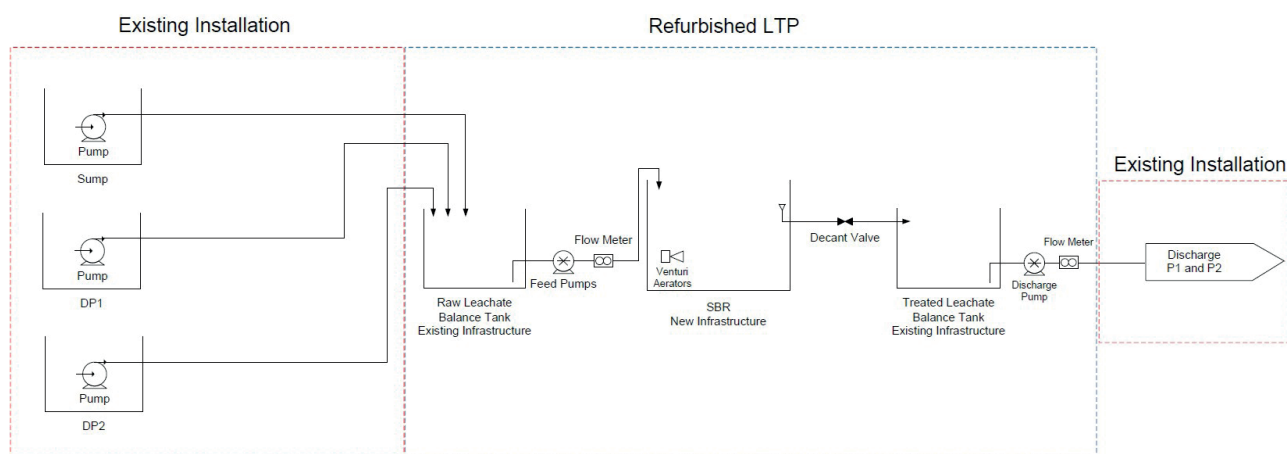 Existing Installation
Refurbished LTP
Pump
Sump
Pump
DP1
Pump
DP2
Raw Leachate
Balance Tank
Existing Infrastructure
Feed Pumps
Flow Meter
Venturi
Aerators
SBR
New Infrastructure
Decant Valve
Treated Leachate
Balance Tank
Existing Infrastructure
Discharge
Pump
Flow Meter
Existing Installation
Discharge
P1 and P2